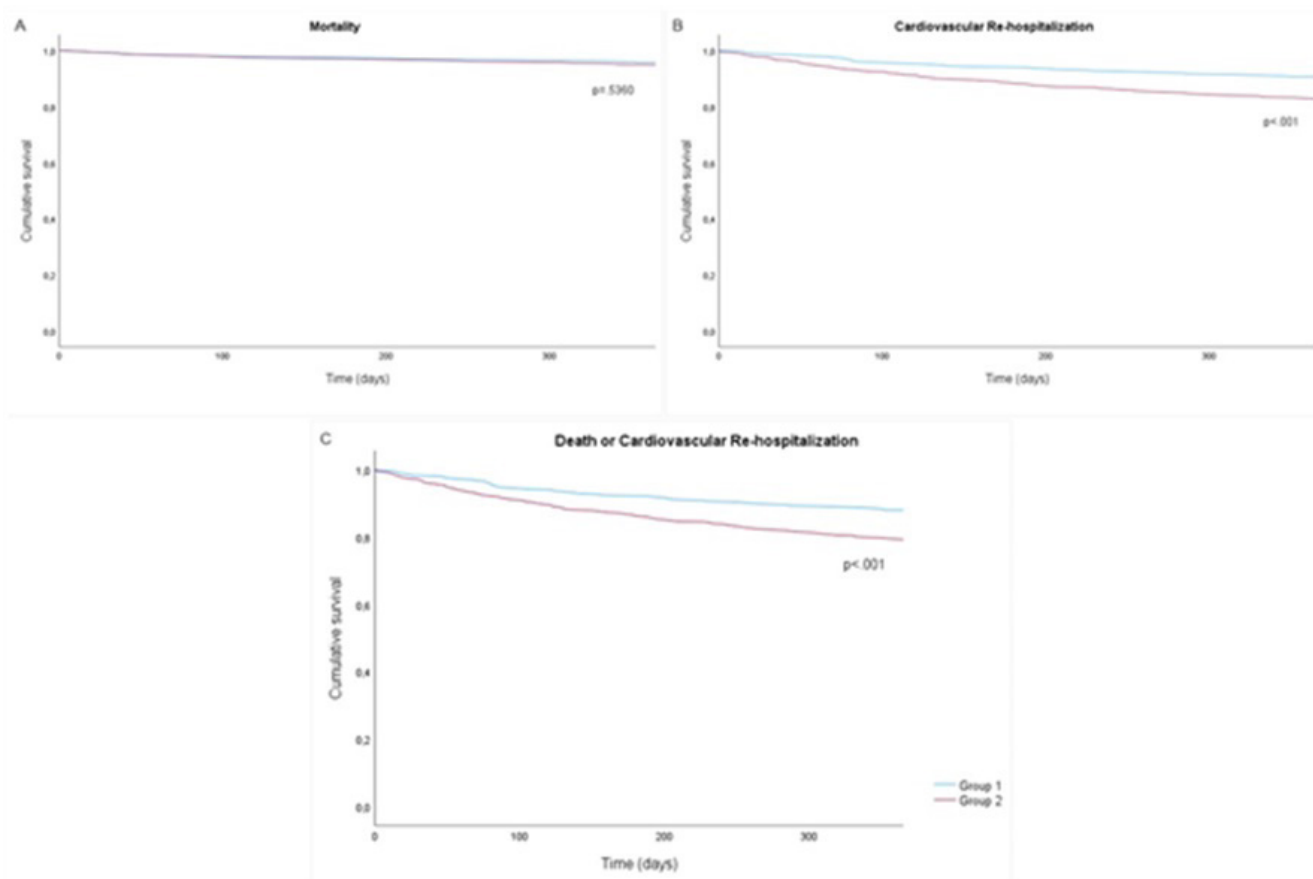 A
Mortality
1,0
0,8
0,6
0,4
0,2
0,0
Cumulative survival
p=.5360
0
100
200
300
Time (days)
B
Cardiovascular Re-hospitalization
1,0
0,8
0,6
0,4
0,2
0,0
Cumulative survival
p<.001
0
100
200
300
Time (days)
C
Death or Cardiovascular Re-hospitalization
1,0
0,8
0,6
0,4
0,2
0,0
Cumulative survival
p<.001
0
100
200
300
Time (days)
Group 1
Group 2